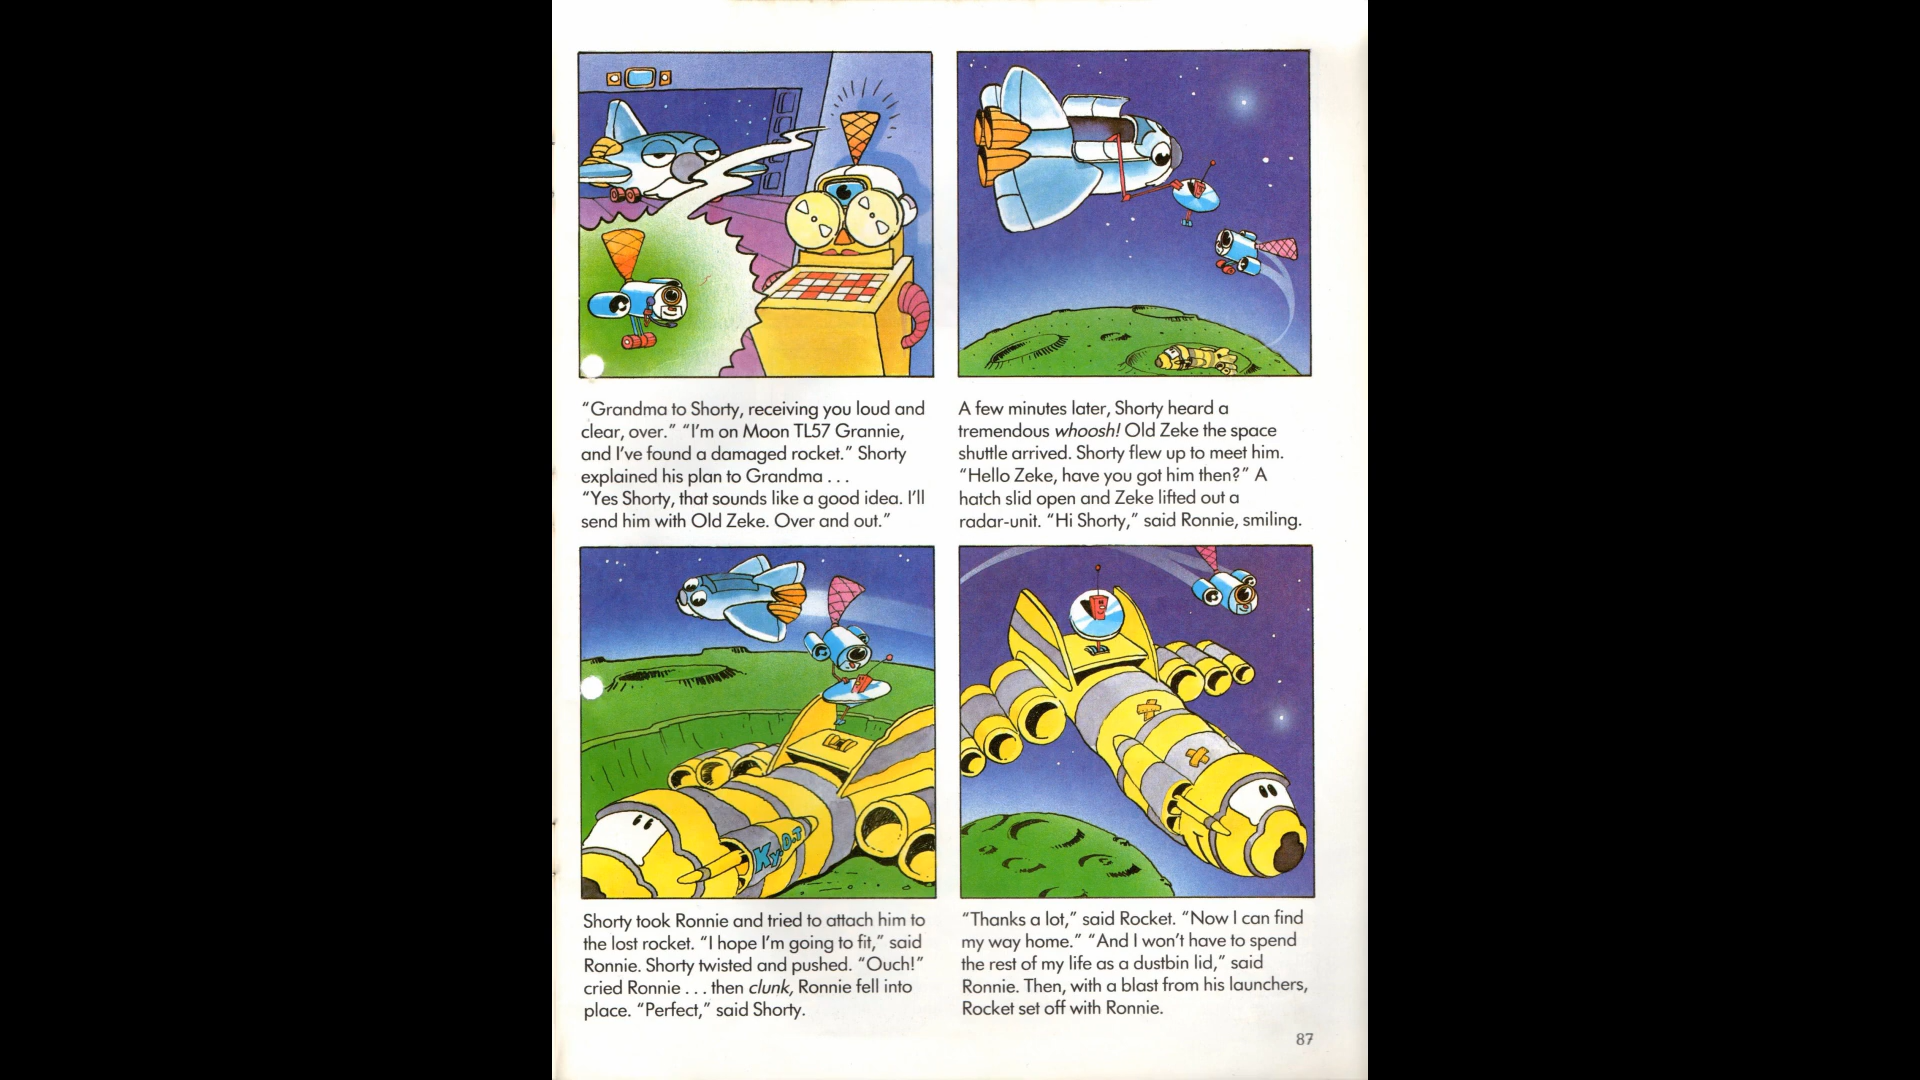 “Grandma to Shorty, receiving you loud and
clear, over.” “I’m on Moon TL57 Grannie,
and I’ve found a damaged rocket.” Shorty
explained his plan to Grandma . . .
“Yes Shorty, that sounds like a good idea. I’ll
send him with Old Zeke. Over and out.”
A few minutes later, Shorty heard a
tremendous whoosh! Old Zeke the space
shuttle arrived. Shorty flew up to meet him.
“Hello Zeke, have you got him then?” A
hatch slid open and Zeke lifted out a
radar-unit. “Hi Shorty,” said Ronnie, smiling.
Ky.D.T
Shorty took Ronnie and tried to attach him to
the lost rocket. “I hope I’m going to fit,” said
Ronnie. Shorty twisted and pushed. “Ouch!”
cried Ronnie . . . then clunk, Ronnie fell into
place. “Perfect,” said Shorty.
“Thanks a lot,” said Rocket. “Now I can find
my way home.” “And I won’t have to spend
the rest of my life as a dustbin lid,” said
Ronnie. Then, with a blast from his launchers,
Rocket set off with Ronnie.
87